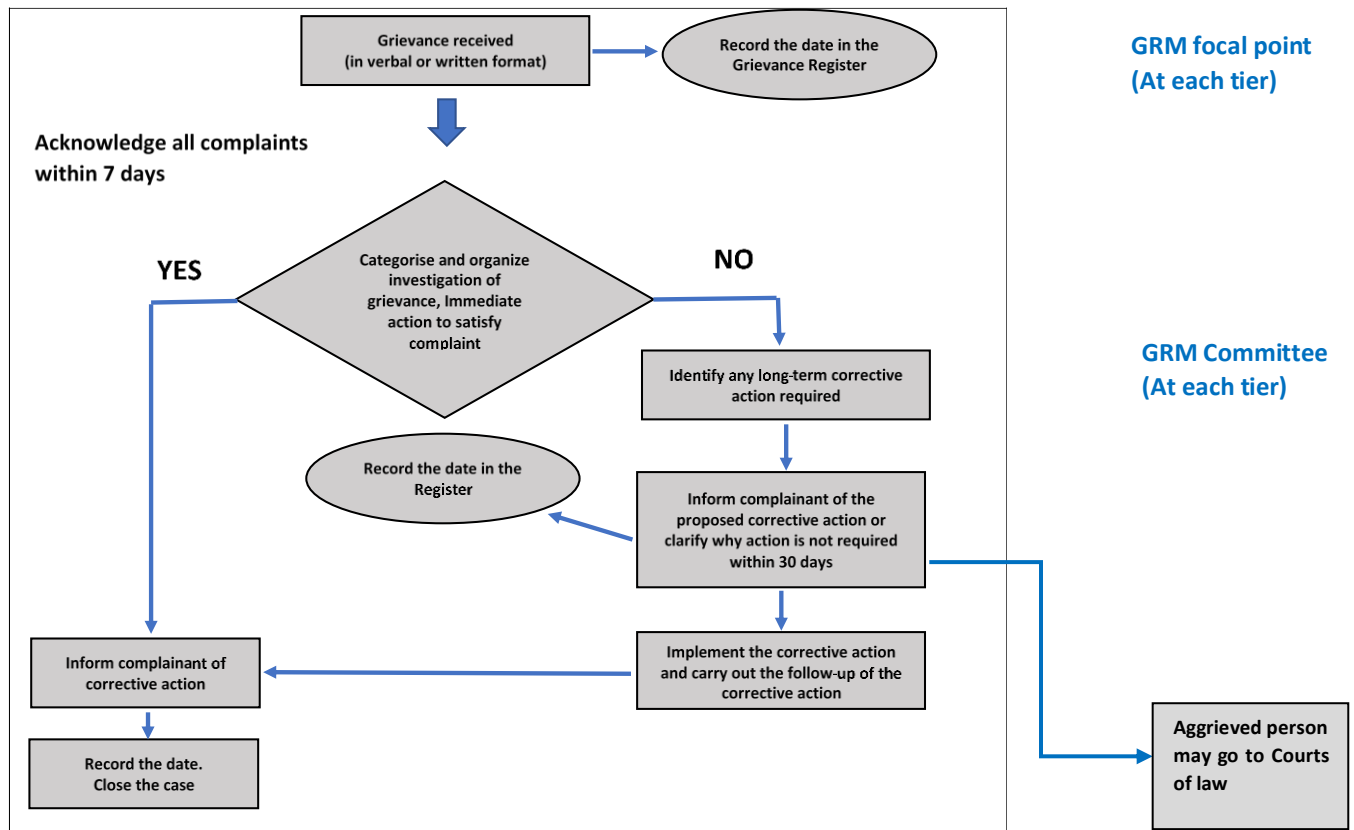 Grievance received
(in verbal or written format)
Record the date in the
Grievance Register
GRM focal point
(At each tier)
Acknowledge all complaints
within 7 days
YES
Categorise and organize
investigation of
grievance, Immediate
action to satisfy
complaint
NO
Identify any long-term corrective
action required
GRM Committee
(At each tier)
Record the date in the
Register
Inform complainant of the
proposed corrective action or
clarify why action is not required
within 30 days
Inform complainant of
corrective action
Implement the corrective action
and carry out the follow-up of the
corrective action
Record the date.
Close the case
Aggrieved person
may go to Courts
of law